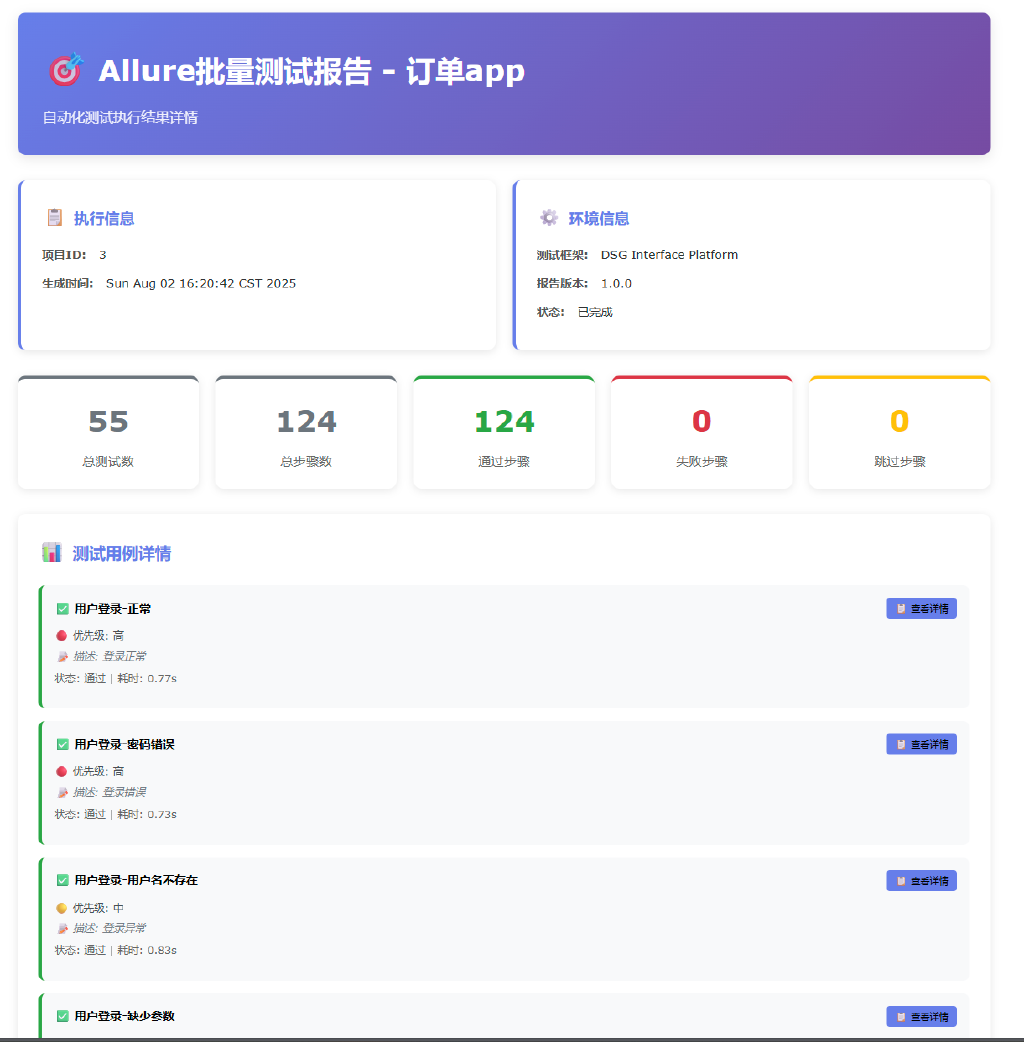 Allure批量测试报告 - 订单app
自动化测试执行结果详情
执行信息
项目ID: 3
生成时间: Sun Aug 02 16:20:42 CST 2025
环境信息
测试框架: DSG Interface Platform
报告版本: 1.0.0
状态: 已完成
55
总测试数
124
总步骤数
124
通过步骤
0
失败步骤
0
跳过步骤
测试用例详情
用户登录-正常
查看详情
优先级: 高
描述: 登录正常
状态: 通过 | 耗时: 0.77s
用户登录-密码错误
查看详情
优先级: 高
描述: 登录错误
状态: 通过 | 耗时: 0.73s
用户登录-用户名不存在
查看详情
优先级: 中
描述: 登录异常
状态: 通过 | 耗时: 0.83s
用户登录-缺少参数
查看详情